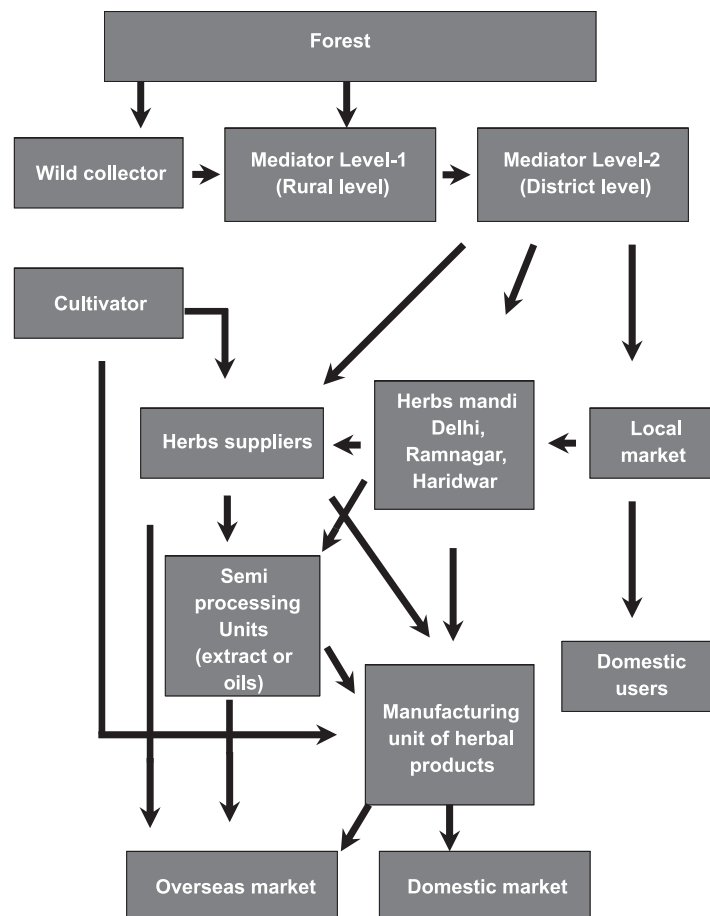 Forest
Wild collector
Mediator Level-1
(Rural level)
Mediator Level-2
(District level)
Cultivator
Herbs suppliers
Herbs mandi
Delhi,
Ramnagar,
Haridwar
Local
market
Semi
processing
Units
(extract or
oils)
Domestic
users
Manufacturing
unit of herbal
products
Overseas market
Domestic market